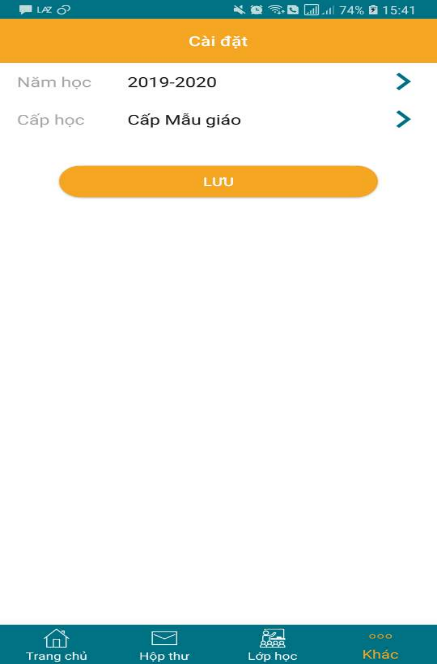 LAZ 74% 15:41
Cài đặt
Năm học 2019-2020
Cấp học Cấp Mẫu giáo
LƯU
Trang chủ Hộp thư Lớp học Khác